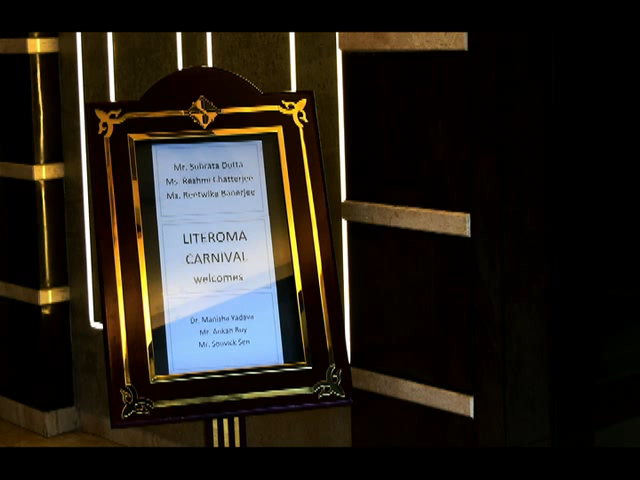 Mr. Subrata Dutta
Ms. Reshmi Chatterjee
Ms. Reetwika Banerjee
LITEROMA
CARNIVAL
welcomes
Dr. Manisha Yadava
Mr. Ankan Roy
Mr. Souvick Sen